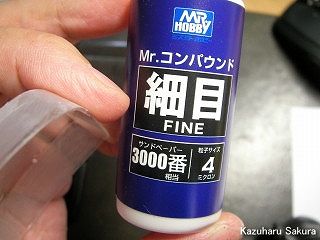 MR
HOBBY
Mr.コンパウンド
細目
FINE
サンドペーパー
3000番
相当
粒子サイズ
4
ミクロン
Kazuharu Sakura